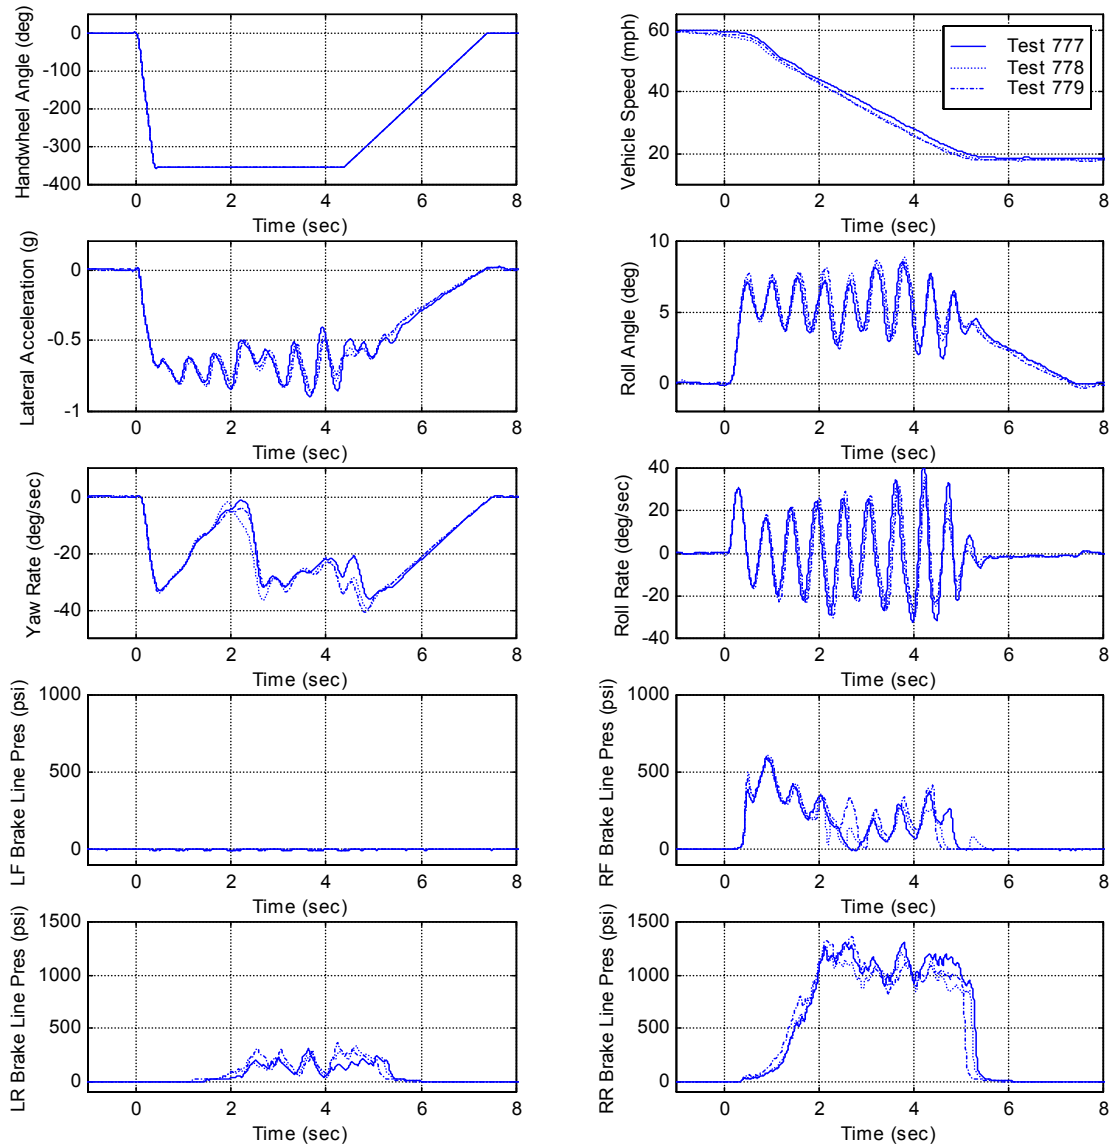 Handwheel Angle (deg)
0
-100
-200
-300
-400
0 2 4 6 8
Time (sec)
Vehicle Speed (mph)
60
40
20
Test 777
Test 778
Test 779
0 2 4 6 8
Time (sec)
Lateral Acceleration (g)
0
-0.5
-1
0 2 4 6 8
Time (sec)
Roll Angle (deg)
10
5
0
0 2 4 6 8
Time (sec)
Yaw Rate (deg/sec)
0
-20
-40
0 2 4 6 8
Time (sec)
Roll Rate (deg/sec)
40
20
0
-20
-40
0 2 4 6 8
Time (sec)
LF Brake Line Pres (psi)
1000
500
0
0 2 4 6 8
Time (sec)
RF Brake Line Pres (psi)
1000
500
0
0 2 4 6 8
Time (sec)
LR Brake Line Pres (psi)
1500
1000
500
0
0 2 4 6 8
Time (sec)
RR Brake Line Pres (psi)
1500
1000
500
0
0 2 4 6 8
Time (sec)